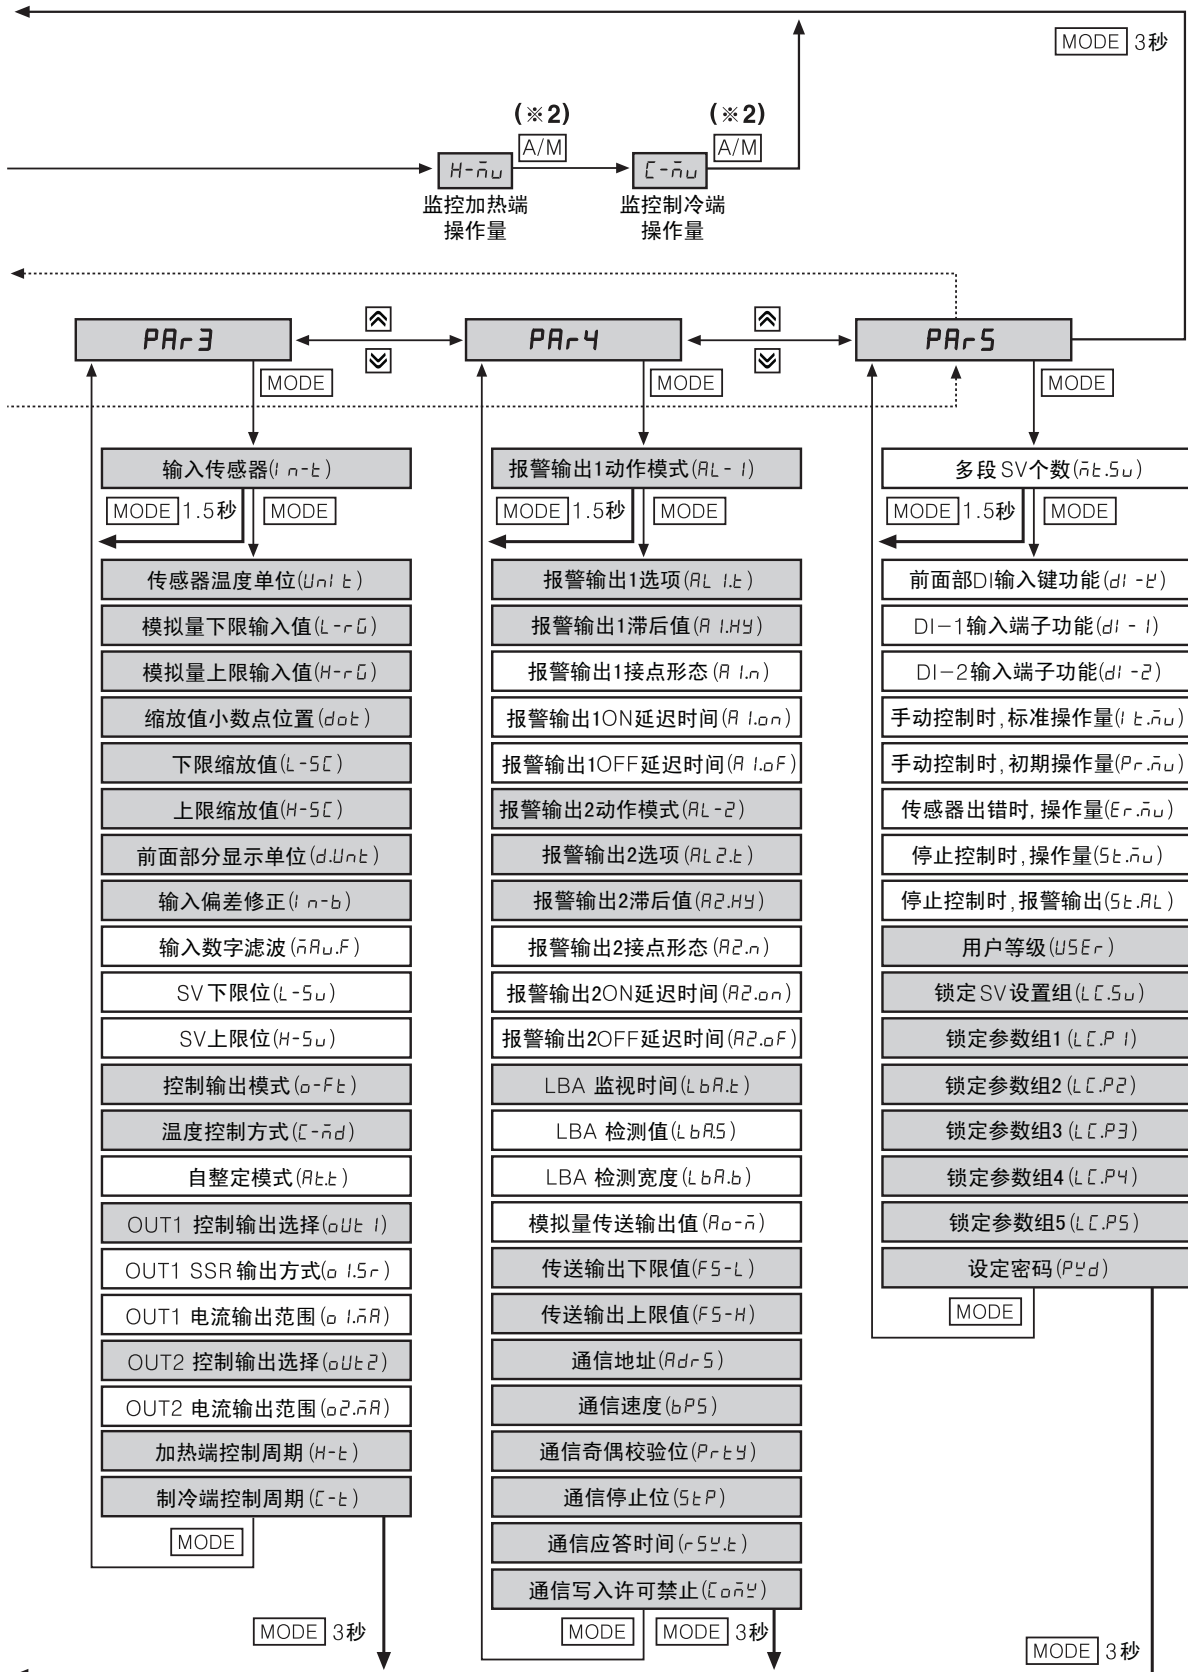 MODE 3秒
(※2) (※2)
A/M A/M
H-mv C-mv
监控加热端 监控制冷端
操作量 操作量
PAr3 PAr4 PAr5
MODE MODE MODE
输入传感器(In-t)
MODE 1.5秒 MODE
传感器温度单位(UnIt)
模拟量下限输入值(L-rG)
模拟量上限输入值(H-rG)
缩放值小数点位置(dot)
下限缩放值(L-SC)
上限缩放值(H-SC)
前面部分显示单位(d.Unt)
输入偏差修正(In-b)
输入数字滤波(mAv.F)
SV下限位(L-Sv)
SV上限位(H-Sv)
控制输出模式(o-Ft)
温度控制方式(C-md)
自整定模式(At.t)
OUT1 控制输出选择(oUt1)
OUT1 SSR输出方式(o1.Sr)
OUT1 电流输出范围(o1.mA)
OUT2 控制输出选择(oUt2)
OUT2 电流输出范围(o2.mA)
加热端控制周期(H-t)
制冷端控制周期(C-t)
MODE
MODE 3秒
报警输出1动作模式(AL-1)
MODE 1.5秒 MODE
报警输出1选项(AL1.t)
报警输出1滞后值(A1.HY)
报警输出1接点形态(A1.n)
报警输出1ON延迟时间(A1.on)
报警输出1OFF延迟时间(A1.oF)
报警输出2动作模式(AL-2)
报警输出2选项(AL2.t)
报警输出2滞后值(A2.HY)
报警输出2接点形态(A2.n)
报警输出2ON延迟时间(A2.on)
报警输出2OFF延迟时间(A2.oF)
LBA 监视时间(LbA.t)
LBA 检测值(LbA.S)
LBA 检测宽度(LbA.b)
模拟量传送输出值(Ao-m)
传送输出下限值(FS-L)
传送输出上限值(FS-H)
通信地址(AdrS)
通信速度(bPS)
通信奇偶校验位(PrtY)
通信停止位(StP)
通信应答时间(rSW.t)
通信写入许可禁止(ComW)
MODE MODE 3秒
多段SV个数(mt.Sv)
MODE 1.5秒 MODE
前面部DI输入键功能(dI-K)
DI-1输入端子功能(dI-1)
DI-2输入端子功能(dI-2)
手动控制时,标准操作量(It.mv)
手动控制时,初期操作量(Pr.mv)
传感器出错时,操作量(Er.mv)
停止控制时,操作量(St.mv)
停止控制时,报警输出(St.AL)
用户等级(USEr)
锁定SV设置组(LC.Sv)
锁定参数组1(LC.P1)
锁定参数组2(LC.P2)
锁定参数组3(LC.P3)
锁定参数组4(LC.P4)
锁定参数组5(LC.P5)
设定密码(PWd)
MODE
MODE 3秒